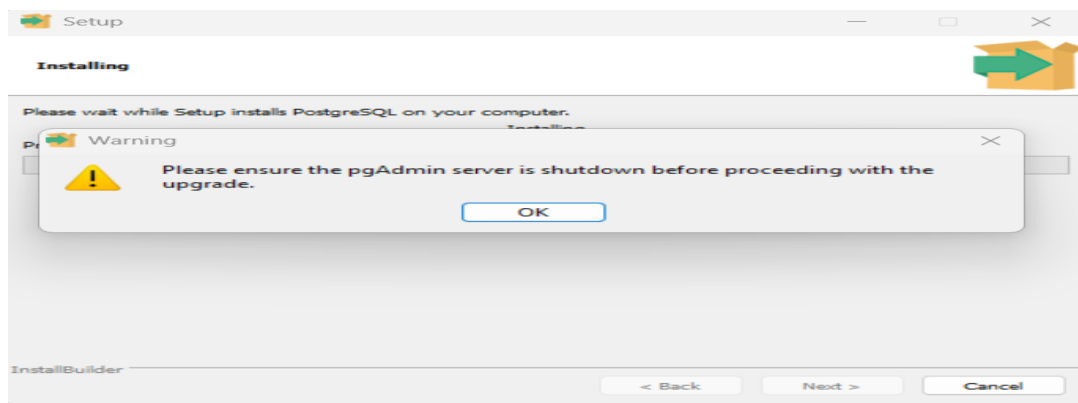 Setup
Installing
Please wait while Setup installs PostgreSQL on your computer.
Installing
Warning
Please ensure the pgAdmin server is shutdown before proceeding with the
upgrade.
OK
InstallBuilder
< Back Next > Cancel